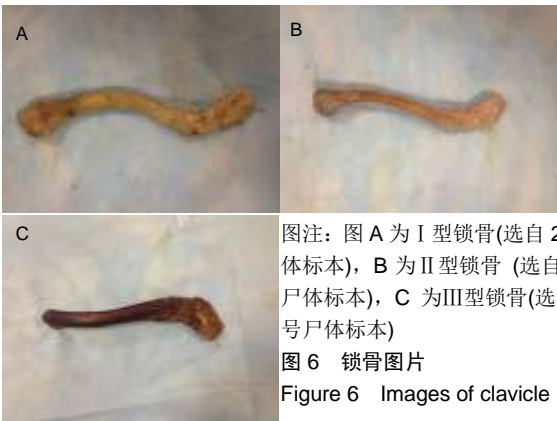 A
B
C
图注：图 A 为Ⅰ型锁骨(选自 2
体标本)，B 为Ⅱ型锁骨 (选自
尸体标本)，C 为Ⅲ型锁骨(选
号尸体标本)
图 6 锁骨图片
Figure 6 Images of clavicle